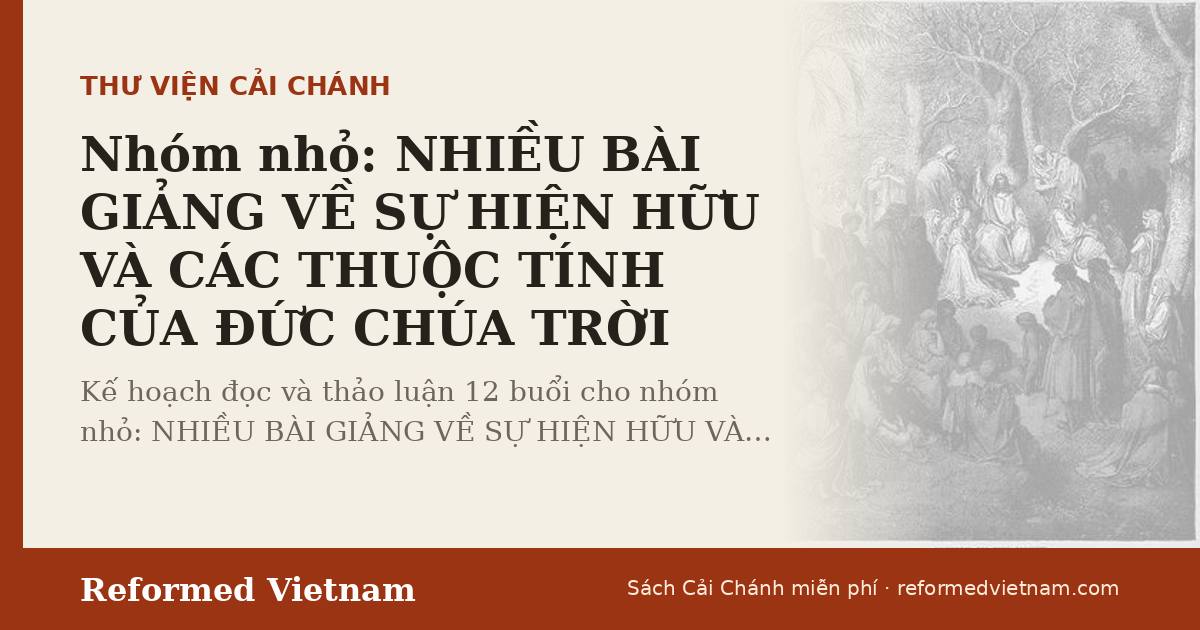 THƯ VIỆN CẢI CHÁNH
Nhóm nhỏ: NHIỀU BÀI
GIẢNG VỀ SỰ HIỆN HỮU
VÀ CÁC THUỘC TÍNH
CỦA ĐỨC CHÚA TRỜI
Kế hoạch đọc và thảo luận 12 buổi cho nhóm
nhỏ: NHIỀU BÀI GIẢNG VỀ SỰ HIỆN HỮU VÀ...
Reformed Vietnam
Sách Cải Chánh miễn phí · reformedvietnam.com